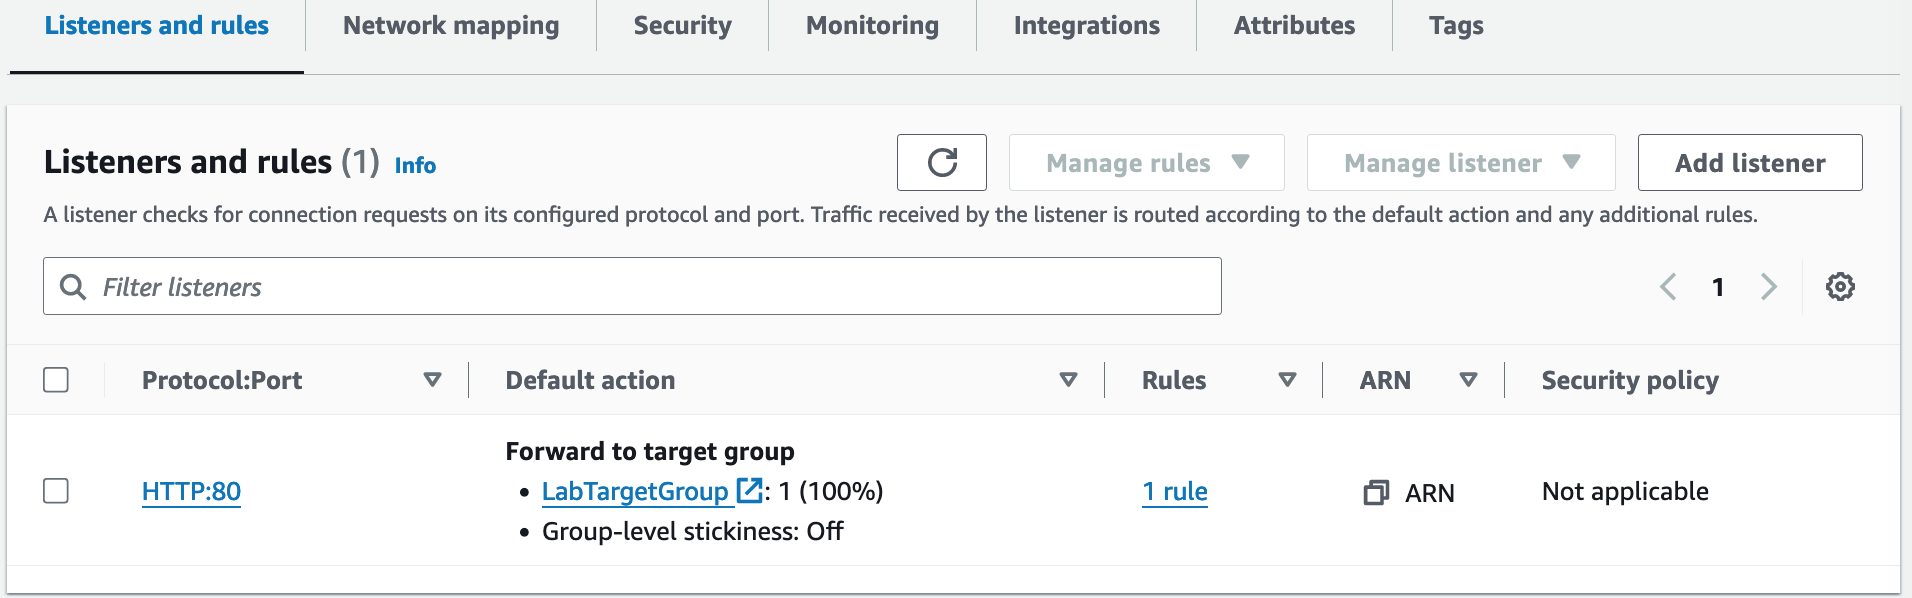 Listeners and rules
Network mapping
Security
Monitoring
Integrations
Attributes
Tags
Listeners and rules (1) Info
Manage rules
Manage listener
Add listener
A listener checks for connection requests on its configured protocol and port. Traffic received by the listener is routed according to the default action and any additional rules.
Filter listeners
1
Protocol:Port
Default action
Rules
ARN
Security policy
HTTP:80
Forward to target group
• LabTargetGroup : 1 (100%)
• Group-level stickiness: Off
1 rule
ARN
Not applicable